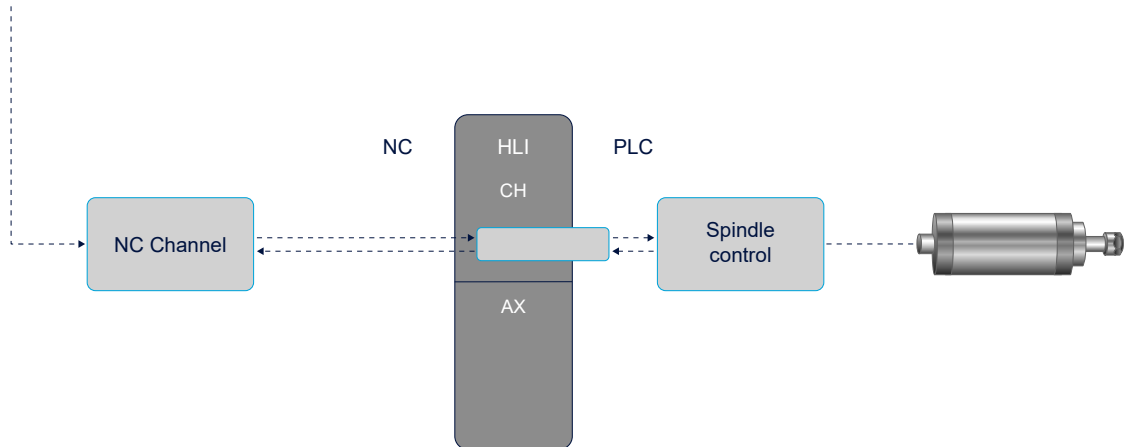 NC
HLI
PLC
CH
NC Channel
Spindle
control
AX